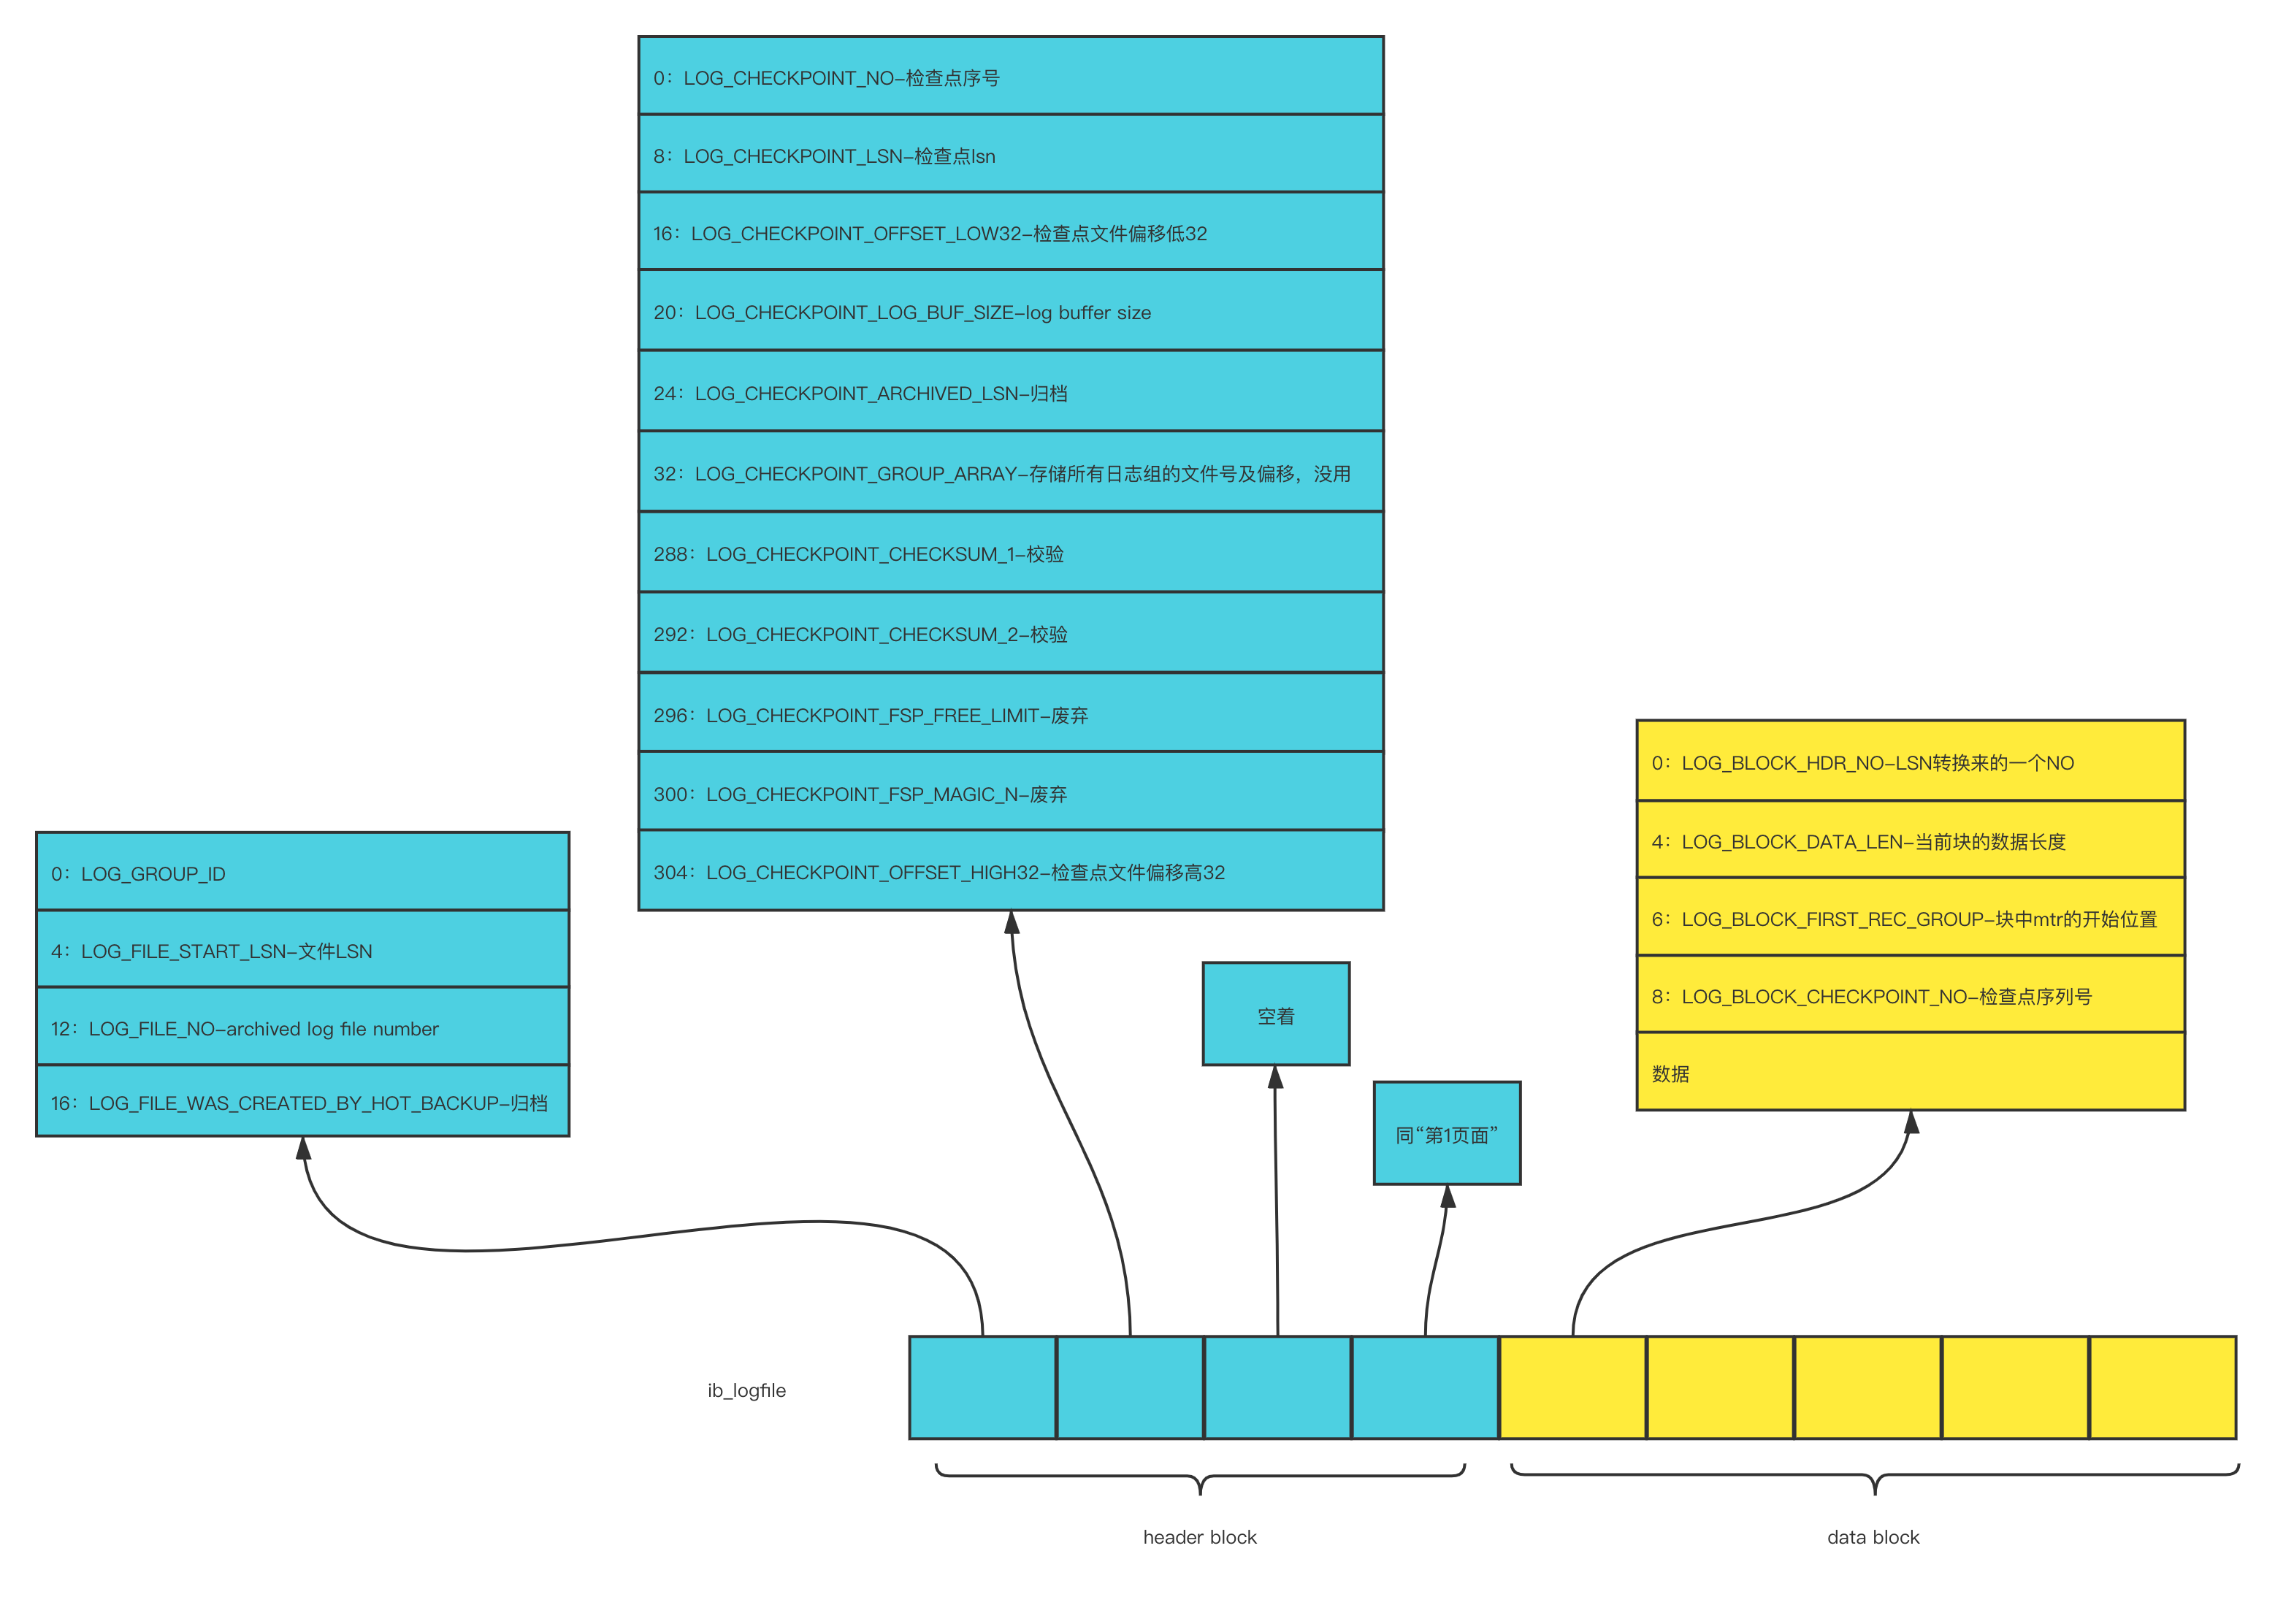 0：LOG_CHECKPOINT_NO-检查点序号
8：LOG_CHECKPOINT_LSN-检查点lsn
16：LOG_CHECKPOINT_OFFSET_LOW32-检查点文件偏移低32
20：LOG_CHECKPOINT_LOG_BUF_SIZE-log buffer size
24：LOG_CHECKPOINT_ARCHIVED_LSN-归档
32：LOG_CHECKPOINT_GROUP_ARRAY-存储所有日志组的文件号及偏移，没用
288：LOG_CHECKPOINT_CHECKSUM_1-校验
292：LOG_CHECKPOINT_CHECKSUM_2-校验
296：LOG_CHECKPOINT_FSP_FREE_LIMIT-废弃
300：LOG_CHECKPOINT_FSP_MAGIC_N-废弃
304：LOG_CHECKPOINT_OFFSET_HIGH32-检查点文件偏移高32
0：LOG_GROUP_ID
4：LOG_FILE_START_LSN-文件LSN
12：LOG_FILE_NO-archived log file number
16：LOG_FILE_WAS_CREATED_BY_HOT_BACKUP-归档
空着
同“第1页面”
0：LOG_BLOCK_HDR_NO-LSN转换来的一个NO
4：LOG_BLOCK_DATA_LEN-当前块的数据长度
6：LOG_BLOCK_FIRST_REC_GROUP-块中mtr的开始位置
8：LOG_BLOCK_CHECKPOINT_NO-检查点序列号
数据
ib_logfile
header block
data block